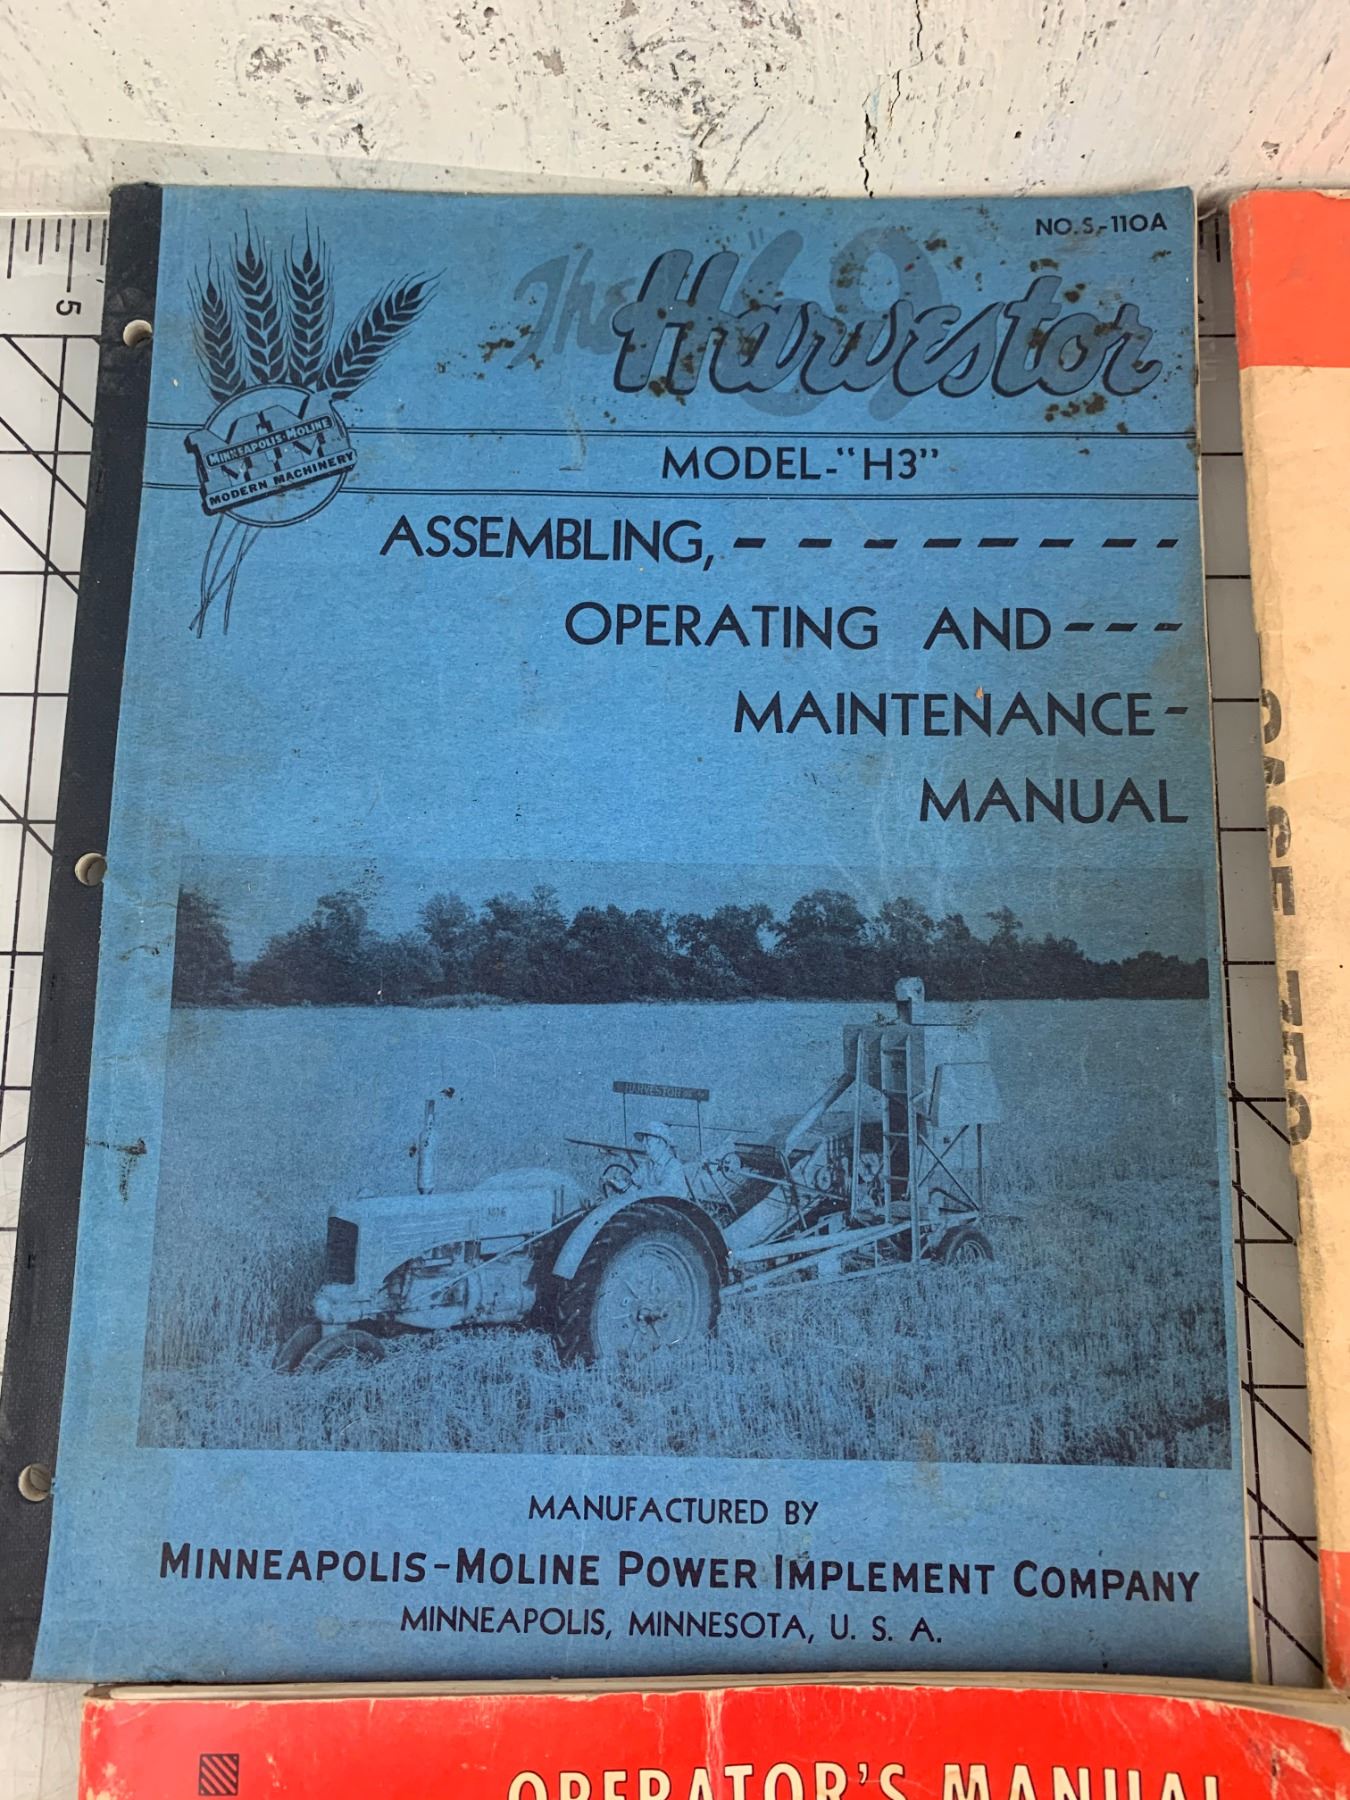 NO. S.-110A
The "69" Harvestor
MINNEAPOLIS-MOLINE
MODERN MACHINERY
MODEL-"H3"
ASSEMBLING, - - - - - - - -
OPERATING AND - - -
MAINTENANCE -
MANUAL
HARVESTOR
MANUFACTURED BY
MINNEAPOLIS-MOLINE POWER IMPLEMENT COMPANY
MINNEAPOLIS, MINNESOTA, U. S. A.
5
OPERATOR'S MANUAL